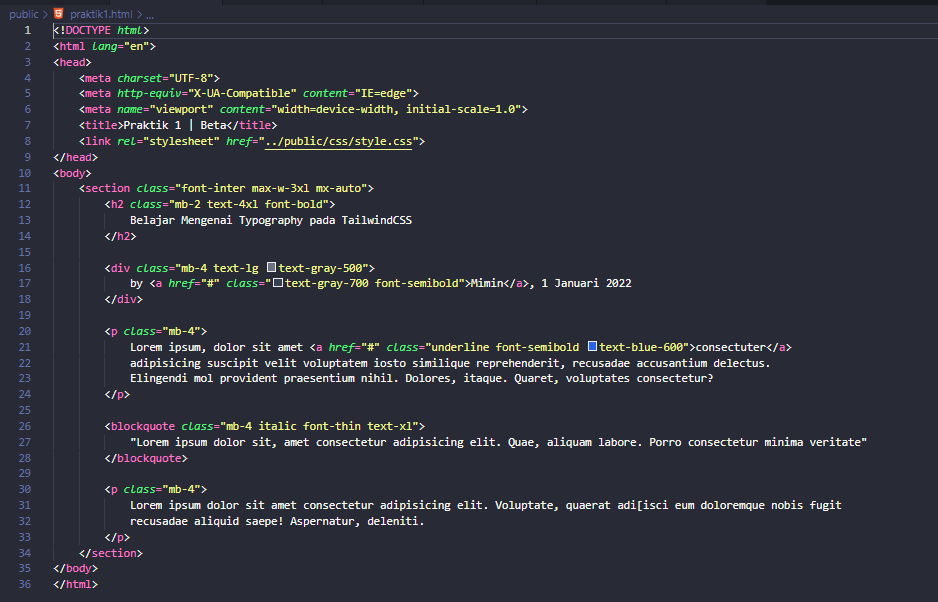 public > praktik1.html > ...
1 <!DOCTYPE html>
2 <html lang="en">
3 <head>
4 <meta charset="UTF-8">
5 <meta http-equiv="X-UA-Compatible" content="IE=edge">
6 <meta name="viewport" content="width=device-width, initial-scale=1.0">
7 <title>Praktik 1 | Beta</title>
8 <link rel="stylesheet" href="../public/css/style.css">
9 </head>
10 <body>
11 <section class="font-inter max-w-3xl mx-auto">
12 <h2 class="mb-2 text-4xl font-bold">
13 Belajar Mengenai Typography pada TailwindCSS
14 </h2>
15
16 <div class="mb-4 text-lg text-gray-500">
17 by <a href="#" class="text-gray-700 font-semibold">Mimin</a>, 1 Januari 2022
18 </div>
19
20 <p class="mb-4">
21 Lorem ipsum, dolor sit amet <a href="#" class="underline font-semibold text-blue-600">consectuter</a>
22 adipisicing suscipit velit voluptatem iosto similique reprehenderit, recusadae accusantium delectus.
23 Elingendi mol provident praesentium nihil. Dolores, itaque. Quaret, voluptates consectetur?
24 </p>
25
26 <blockquote class="mb-4 italic font-thin text-xl">
27 "Lorem ipsum dolor sit, amet consectetur adipisicing elit. Quae, aliquam labore. Porro consectetur minima veritate"
28 </blockquote>
29
30 <p class="mb-4">
31 Lorem ipsum dolor sit amet consectetur adipisicing elit. Voluptate, quaerat adi[isci eum doloremque nobis fugit
32 recusadae aliquid saepe! Aspernatur, deleniti.
33 </p>
34 </section>
35 </body>
36 </html>